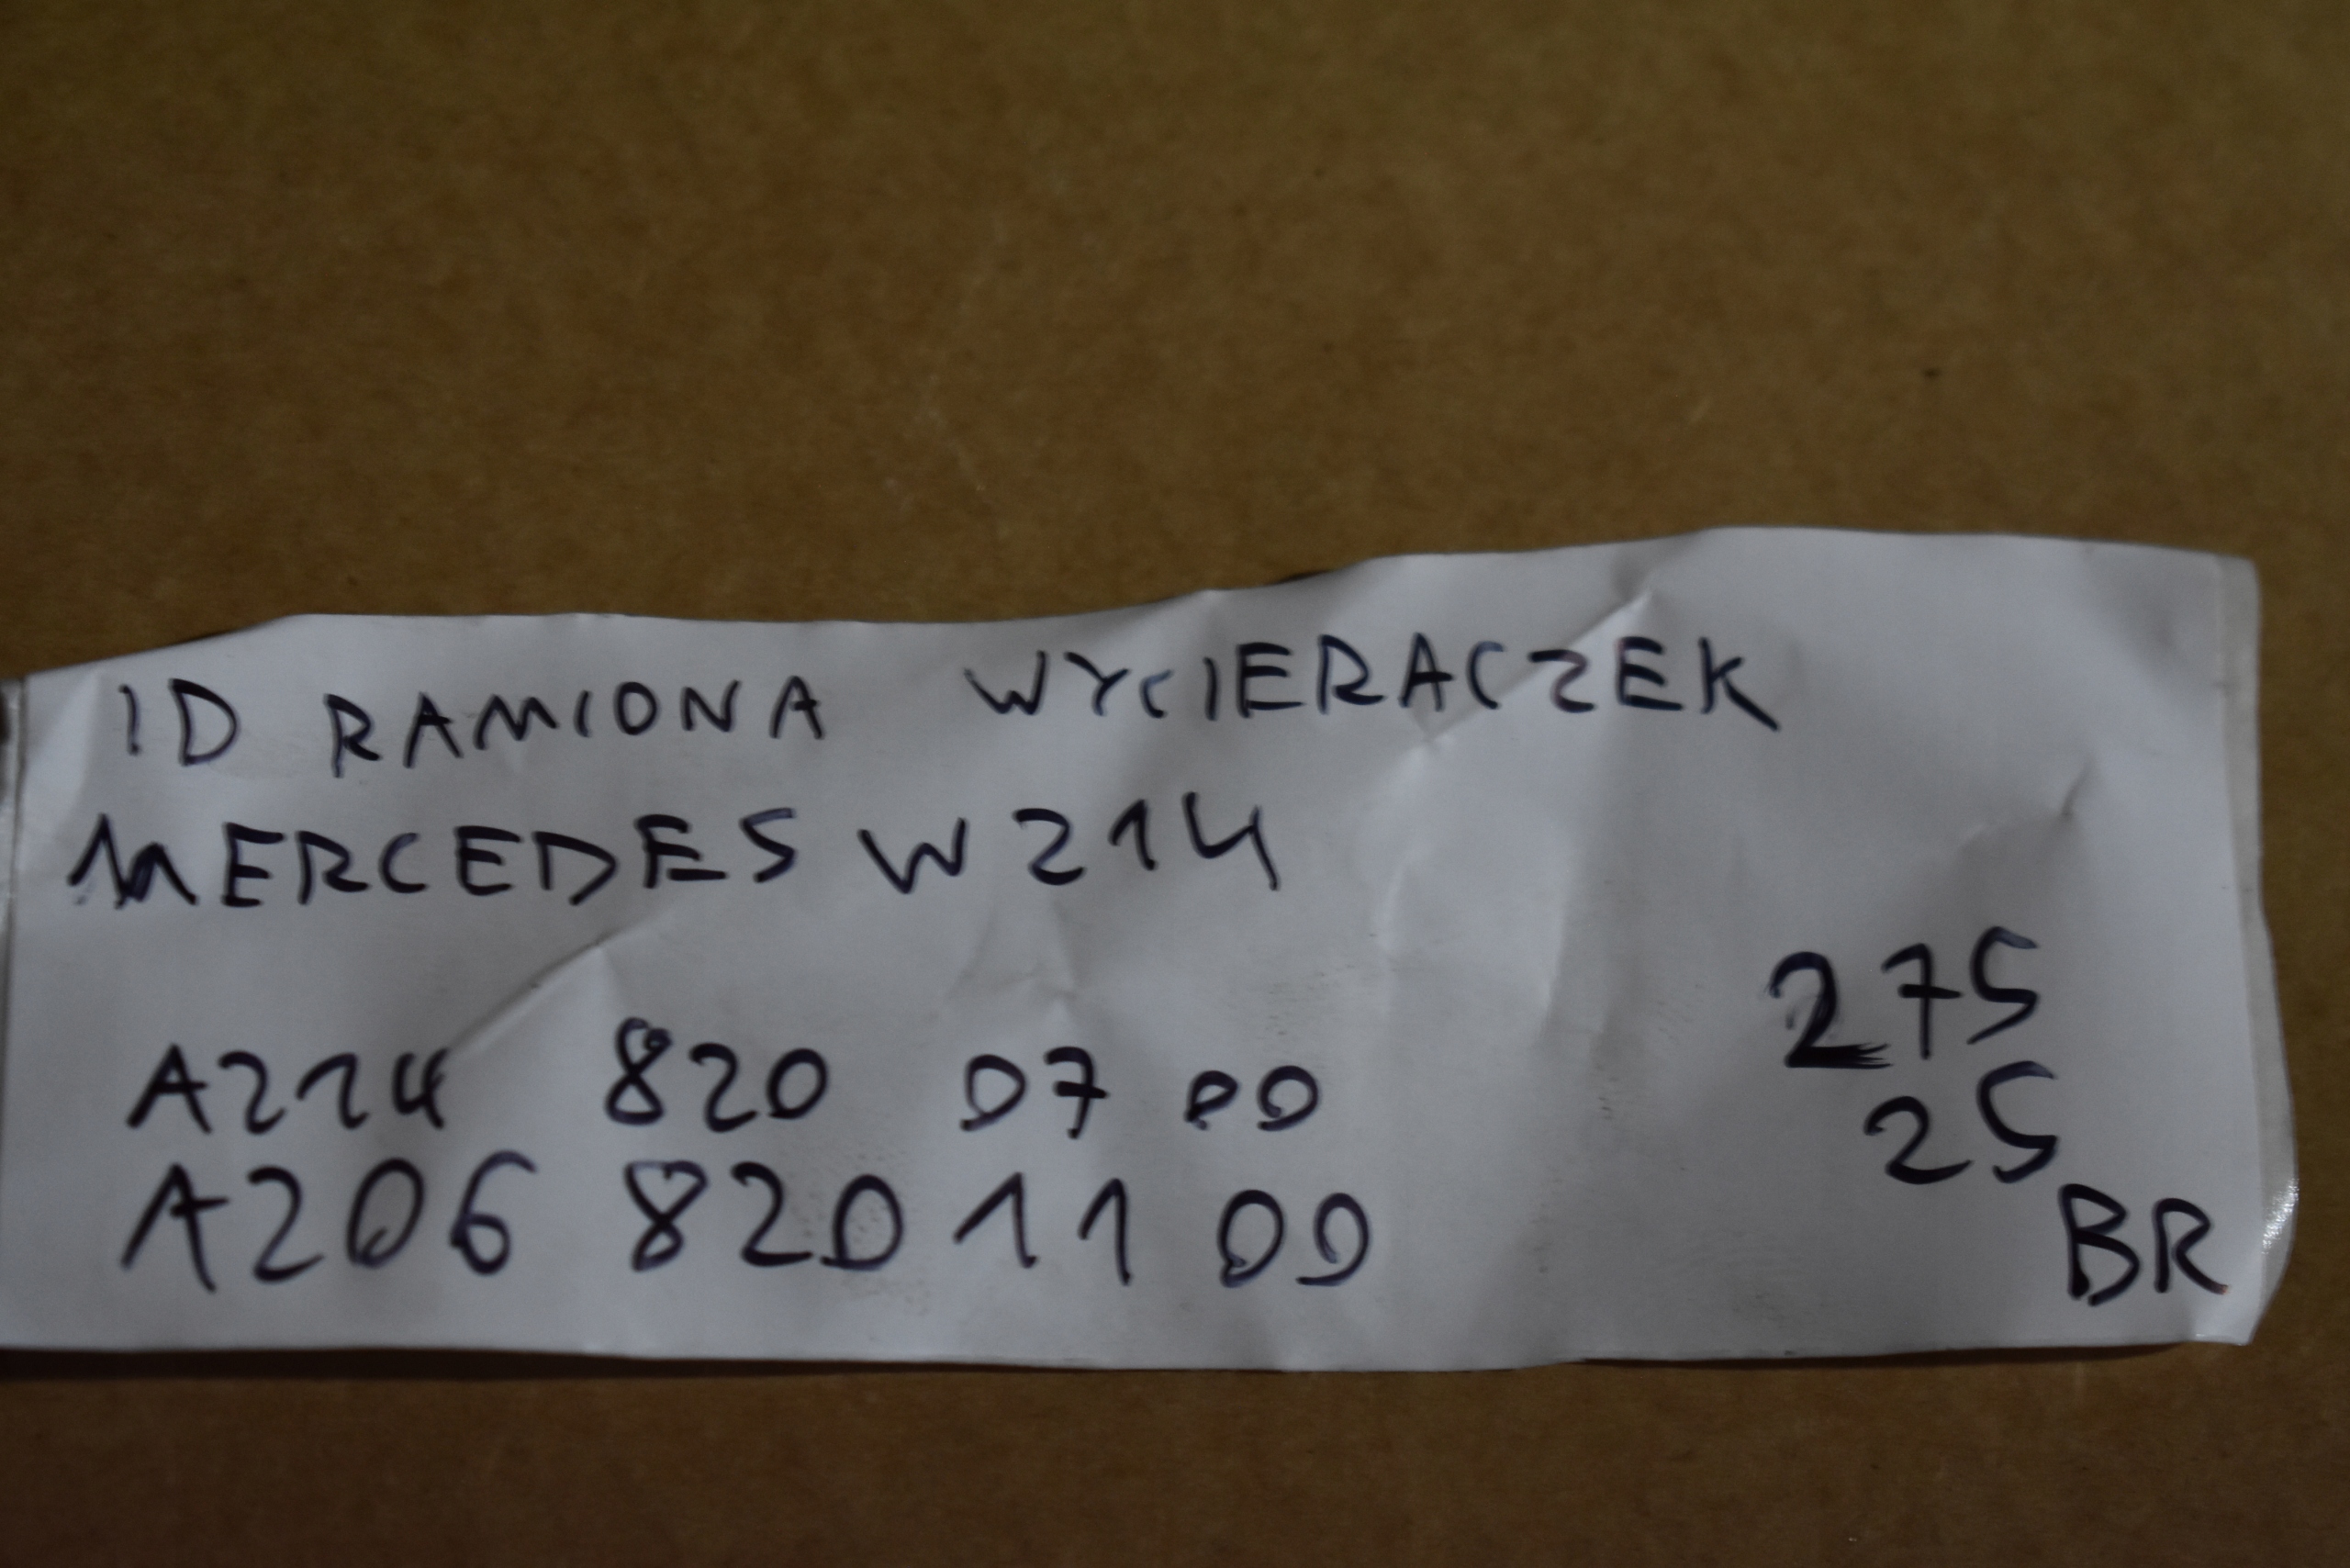 ID RAMIONA WYCIERACZEK
MERCEDES W214
275
A214 820 07 00
25
A206 820 11 00
BR